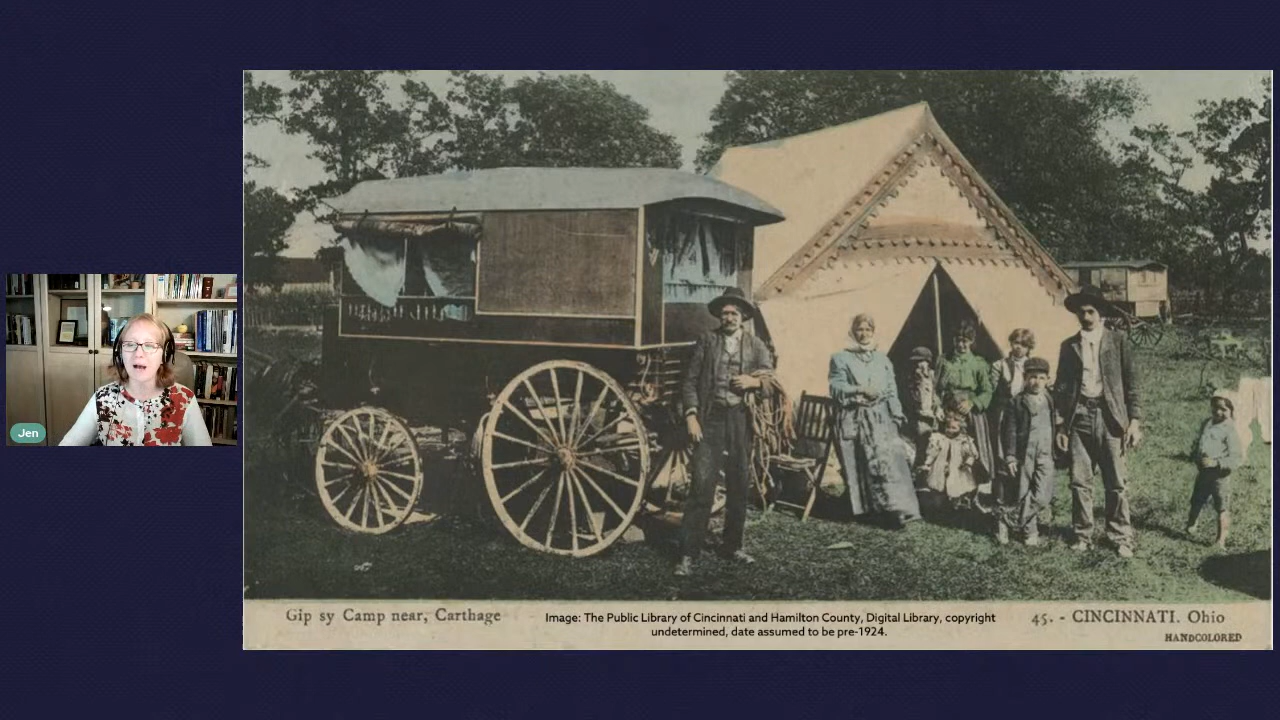 Jen
Gip sy Camp near, Carthage
Image: The Public Library of Cincinnati and Hamilton County, Digital Library, copyright
undetermined, date assumed to be pre-1924.
45. - CINCINNATI. Ohio
HANDCOLORED